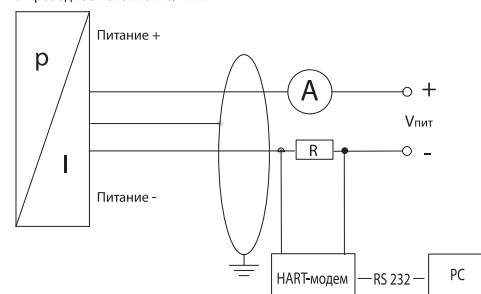 Питание +
p
A
+
Vпит
R
-
I
Питание -
HART-модем
RS 232
PC